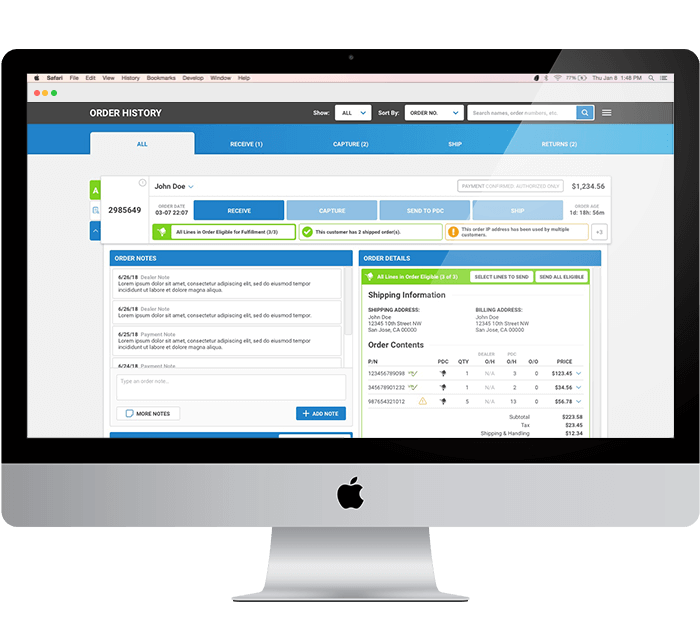 Safari File Edit View History Bookmarks Develop Window Help 77% Thu Jan 8 1:48 PM
ORDER HISTORY Show: ALL Sort By: ORDER NO. Search names, order numbers, etc.
ALL RECEIVE (1) CAPTURE (2) SHIP RETURNS (2)
A
John Doe PAYMENT CONFIRMED: AUTHORIZED ONLY $1,234.56
2985649
ORDER DATE
03-07 22:07
RECEIVE CAPTURE SEND TO PDC SHIP
ORDER AGE
1d: 18h: 56m
All Lines in Order Eligible for Fulfillment (3/3)
This customer has 2 shipped order(s).
This order IP address has been used by multiple
customers.
+3
ORDER NOTES
6/26/18 Dealer Note
Lorem ipsum dolor sit amet, consectetur adipiscing elit, sed do eiusmod tempor
incididunt ut labore et dolore magna aliqua.
6/26/18 Dealer Note
Lorem ipsum dolor sit amet, consectetur adipiscing elit, sed do eiusmod tempor.
6/25/18 Payment Note
Lorem ipsum dolor sit amet, consectetur adipiscing elit, sed do eiusmod tempor
incididunt ut labore et dolore magna aliqua.
6/24/18 Payment Note
Type an order note...
MORE NOTES
ADD NOTE
ORDER DETAILS
All Lines in Order Eligible (3 of 3) SELECT LINES TO SEND SEND ALL ELIGIBLE
Shipping Information
SHIPPING ADDRESS:
John Doe
12345 10th Street NW
San Jose, CA 00000
BILLING ADDRESS:
John Doe
12345 10th Street NW
San Jose, CA 00000
Order Contents
DEALER PDC
P/N PDC QTY O/H O/H O/O PRICE
123456789098 1 N/A 3 0 $123.45
345678901232 1 N/A 2 0 $34.56
987654321012 5 N/A 13 0 $56.78
Subtotal $223.58
Tax $23.45
Shipping & Handling $12.34